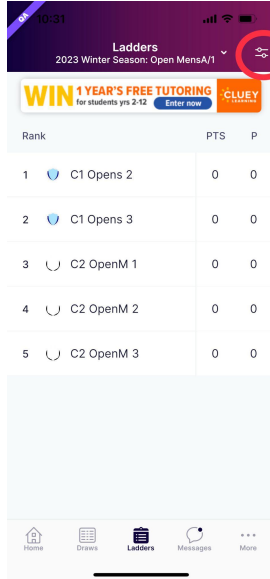 QA
10:31
Ladders
2023 Winter Season: Open MensA/1
WIN 1 YEAR'S FREE TUTORING
for students yrs 2-12 Enter now
CLUEY
LEARNING
Rank PTS P
1 C1 Opens 2 0 0
2 C1 Opens 3 0 0
3 C2 OpenM 1 0 0
4 C2 OpenM 2 0 0
5 C2 OpenM 3 0 0
Home Draws Ladders Messages More